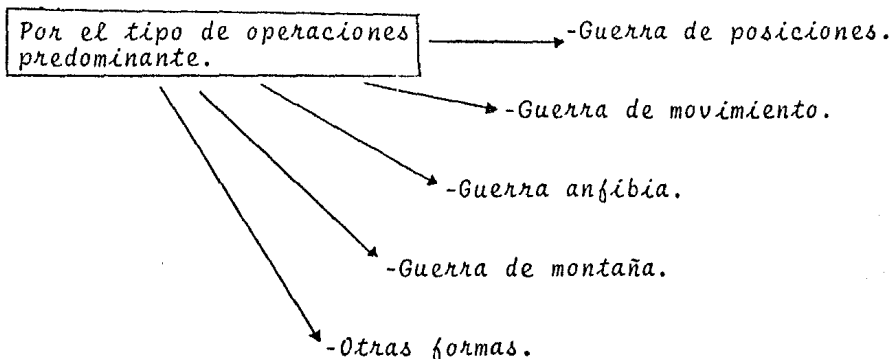 Por el tipo de operaciones
predominante.
-Guerra de posiciones.
-Guerra de movimiento.
-Guerra anfibia.
-Guerra de montaña.
-Otras formas.